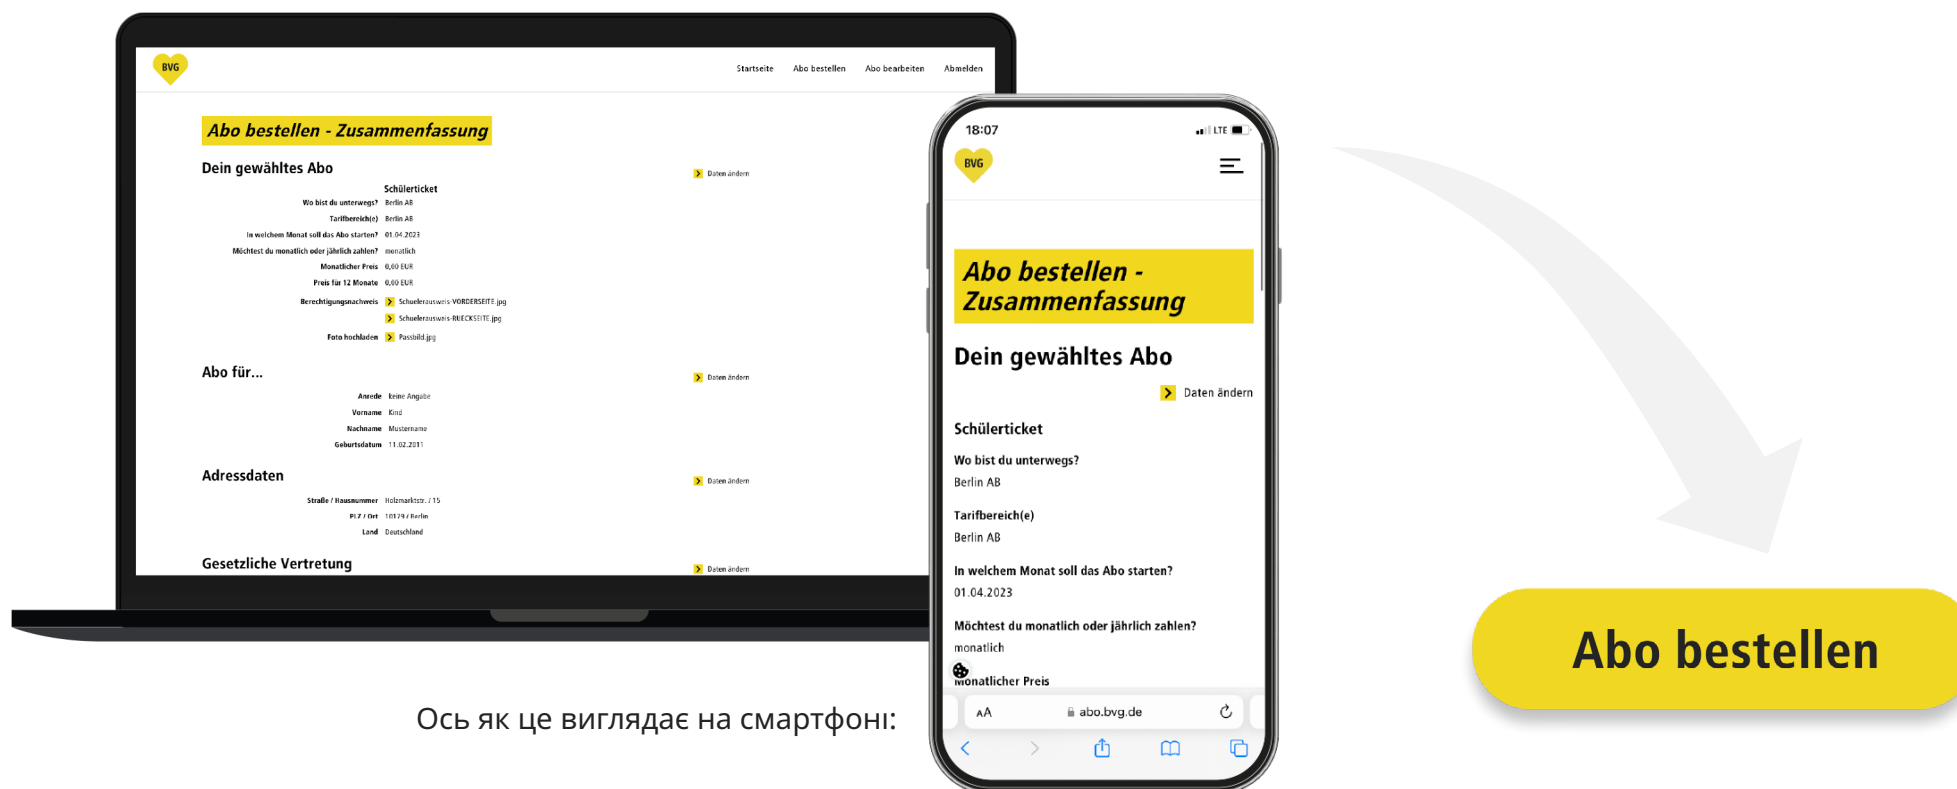 BVG
Startseite Abo bestellen Abo bearbeiten Abmelden
Abo bestellen - Zusammenfassung
Dein gewähltes Abo
Daten ändern
Schülerticket
Wo bist du unterwegs? Berlin AB
Tarifbereich(e) Berlin AB
In welchem Monat soll das Abo starten? 01.04.2023
Möchtest du monatlich oder jährlich zahlen? monatlich
Monatlicher Preis 0,00 EUR
Preis für 12 Monate 0,00 EUR
Berechtigungsnachweis Schuelerausweis-VORDERSEITE.jpg
Schuelerausweis-RUECKSEITE.jpg
Foto hochladen Passbild.jpg
Abo für...
Daten ändern
Anrede keine Angabe
Vorname Kind
Nachname Mustername
Geburtsdatum 11.02.2011
Adressdaten
Daten ändern
Straße / Hausnummer Holzmarktstr. / 15
PLZ / Ort 10179 / Berlin
Land Deutschland
Gesetzliche Vertretung
Daten ändern
18:07
LTE
BVG
Abo bestellen -
Zusammenfassung
Dein gewähltes Abo
Daten ändern
Schülerticket
Wo bist du unterwegs?
Berlin AB
Tarifbereich(e)
Berlin AB
In welchem Monat soll das Abo starten?
01.04.2023
Möchtest du monatlich oder jährlich zahlen?
monatlich
Monatlicher Preis
AA abo.bvg.de
Ось як це виглядає на смартфоні:
Abo bestellen